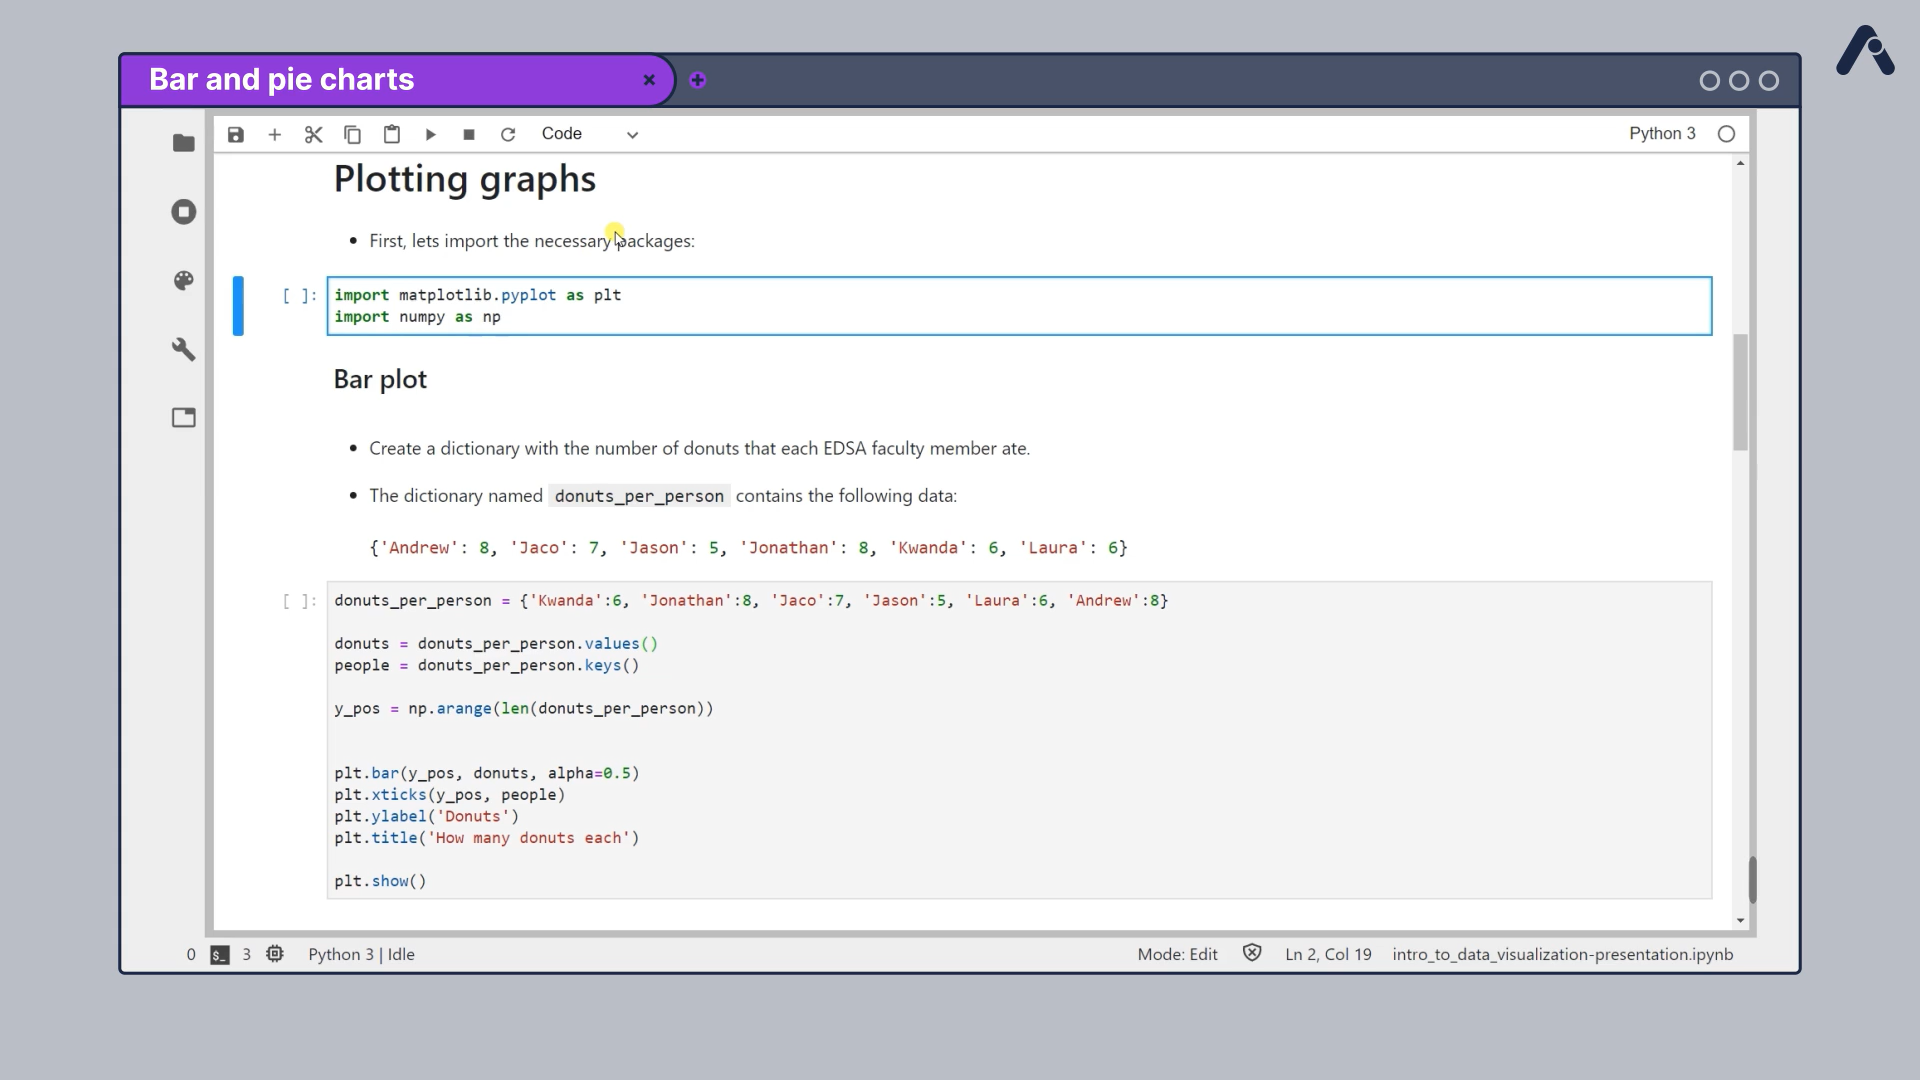 Bar and pie charts
Code
Python 3
Plotting graphs
• First, lets import the necessary packages:
[ ]:
import matplotlib.pyplot as plt
import numpy as np
Bar plot
• Create a dictionary with the number of donuts that each EDSA faculty member ate.
• The dictionary named donuts_per_person contains the following data:
{'Andrew': 8, 'Jaco': 7, 'Jason': 5, 'Jonathan': 8, 'Kwanda': 6, 'Laura': 6}
[ ]:
donuts_per_person = {'Kwanda':6, 'Jonathan':8, 'Jaco':7, 'Jason':5, 'Laura':6, 'Andrew':8}
donuts = donuts_per_person.values()
people = donuts_per_person.keys()
y_pos = np.arange(len(donuts_per_person))
plt.bar(y_pos, donuts, alpha=0.5)
plt.xticks(y_pos, people)
plt.ylabel('Donuts')
plt.title('How many donuts each')
plt.show()
0 $_ 3 Python 3 | Idle Mode: Edit Ln 2, Col 19 intro_to_data_visualization-presentation.ipynb